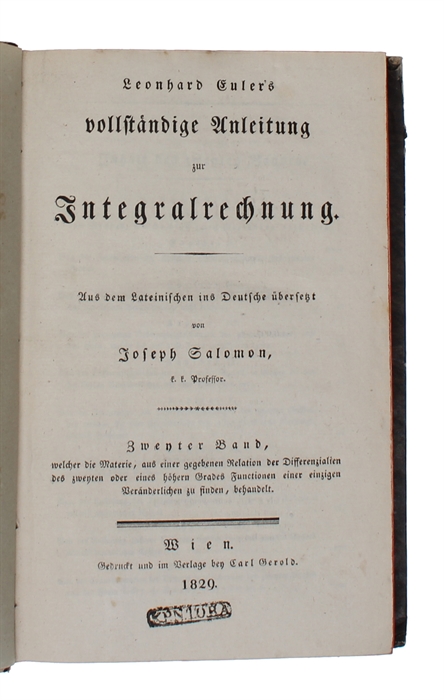 Leonhard Euler's
vollständige Anleitung
zur
Integralrechnung.
Aus dem Lateinischen ins Deutsche übersetzt
von
Joseph Salomon,
k. k. Professor.
Zweyter Band,
welcher die Materie, aus einer gegebenen Relation der Differenzialien
des zweyten oder eines höhern Grades Functionen einer einzigen
Veränderlichen zu finden, behandelt.
Wien.
Gedruckt und im Verlage bey Carl Gerold.
1829.